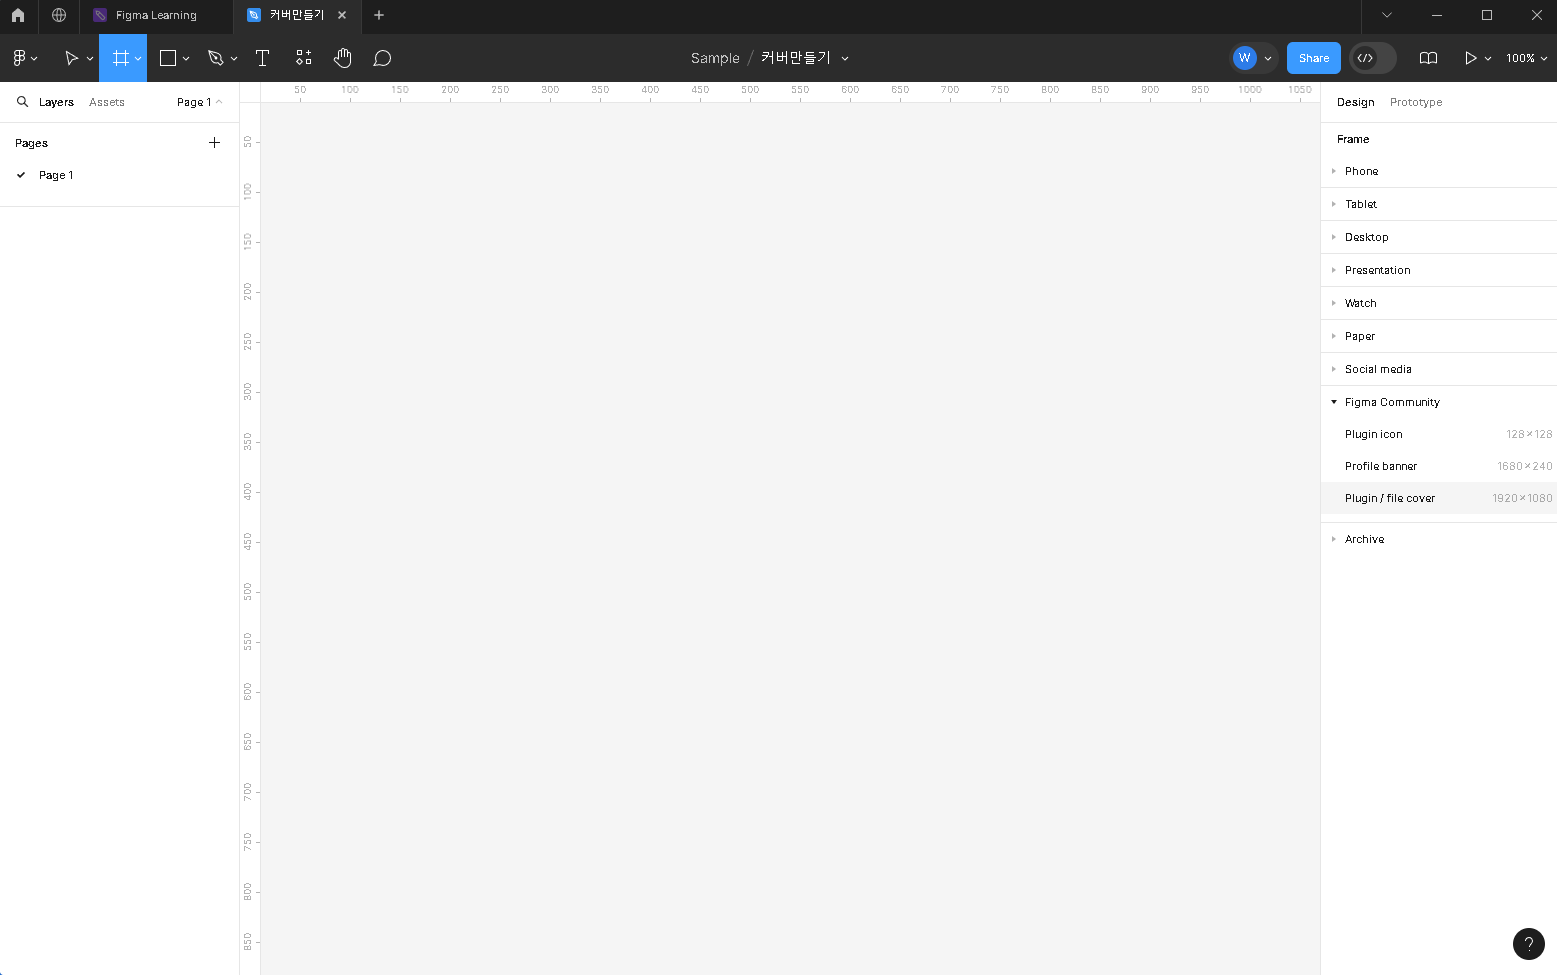 Figma Learning
커버만들기
Sample / 커버만들기
W
Share
100%
Layers
Assets
Page 1
Pages
Page 1
50 100 150 200 250 300 350 400 450 500 550 600 650 700 750 800 850 900 950 1000 1050
50
100
150
200
250
300
350
400
450
500
550
600
650
700
750
800
850
Design
Prototype
Frame
Phone
Tablet
Desktop
Presentation
Watch
Paper
Social media
Figma Community
Plugin icon 128×128
Profile banner 1680×240
Plugin / file cover 1920×1080
Archive
?